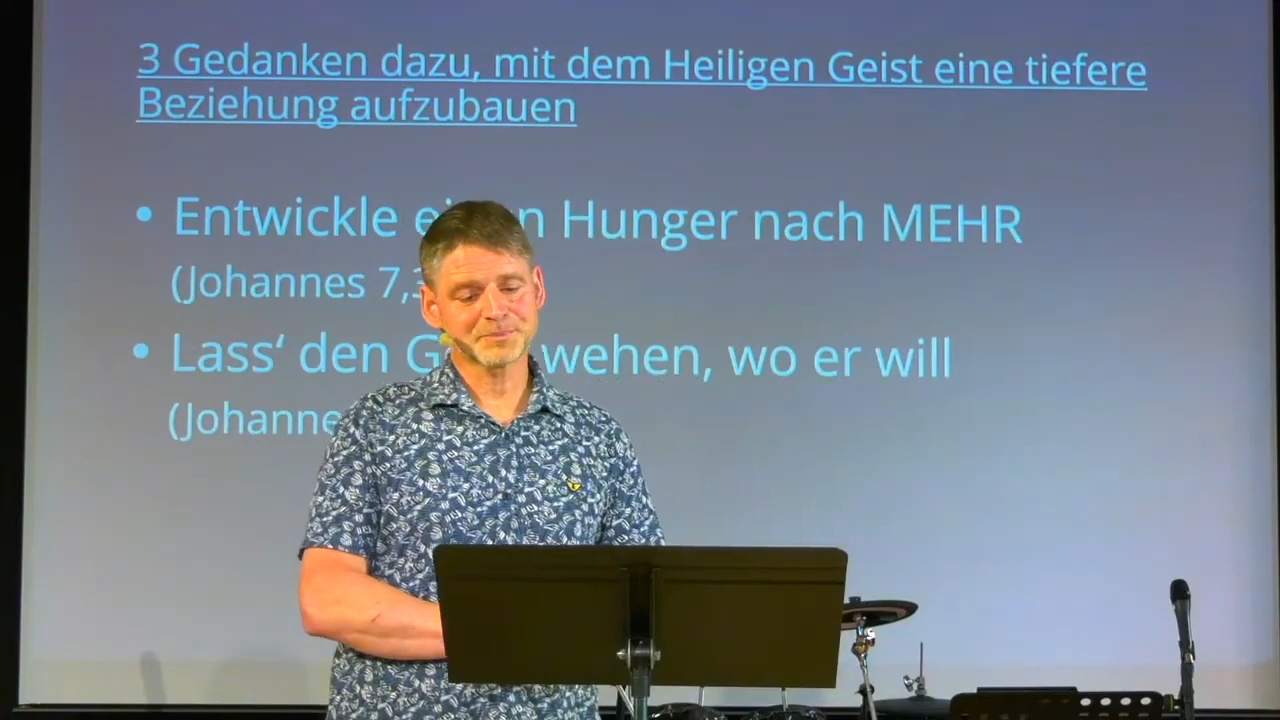 3 Gedanken dazu, mit dem Heiligen Geist eine tiefere
Beziehung aufzubauen
• Entwickle Hunger nach MEHR
(Johannes 7,3
• Lass‘ den wehen, wo er will
(Johanne